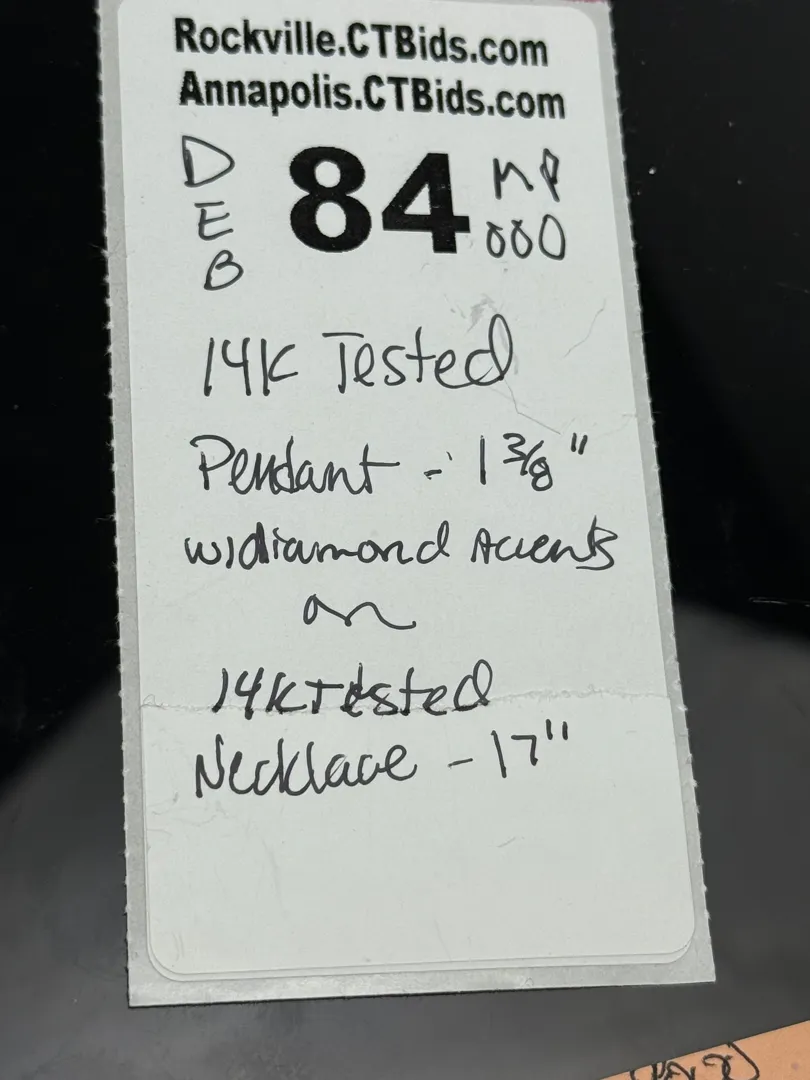 Rockville.CTBids.com
Annapolis.CTBids.com
D
E
B
84
14K Tested
Pendant - 1 3/8"
w/diamond Accents
on
14K Tested
Necklace - 17"